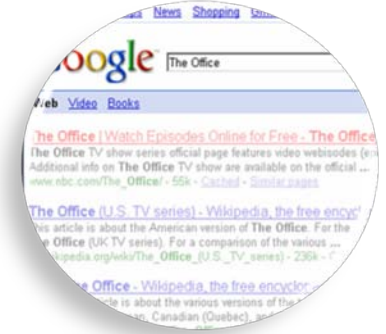 News Shopping
Google The Office
Web Video Books
The Office | Watch Episodes Online for Free - The Office
The Office TV show series official page features video webisodes
Additional info on The Office TV show are available on the official ...
www.nbc.com/The_Office/ - 55k - Cached - Similar pages
The Office (U.S. TV series) - Wikipedia, the free encyc
This article is about the American version of The Office. For the
Office (UK TV series). For a comparison of the various ...
kipedia.org/wiki/The_Office_(U.S._TV_series) - 236k -
Office - Wikipedia, the free encyclop
cle is about the various versions of the
Canadian (Quebec),